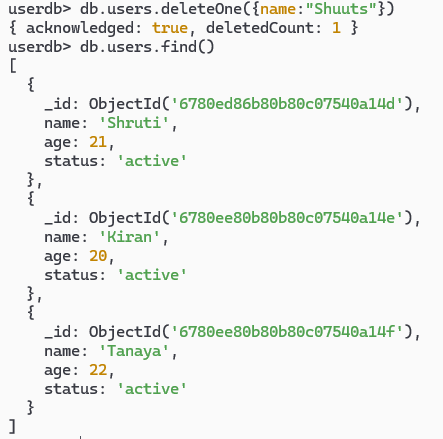 userdb> db.users.deleteOne({name:"Shuuts"})
{ acknowledged: true, deletedCount: 1 }
userdb> db.users.find()
[
  {
    _id: ObjectId('6780ed86b80b80c07540a14d'),
    name: 'Shruti',
    age: 21,
    status: 'active'
  },
  {
    _id: ObjectId('6780ee80b80b80c07540a14e'),
    name: 'Kiran',
    age: 20,
    status: 'active'
  },
  {
    _id: ObjectId('6780ee80b80b80c07540a14f'),
    name: 'Tanaya',
    age: 22,
    status: 'active'
  }
]